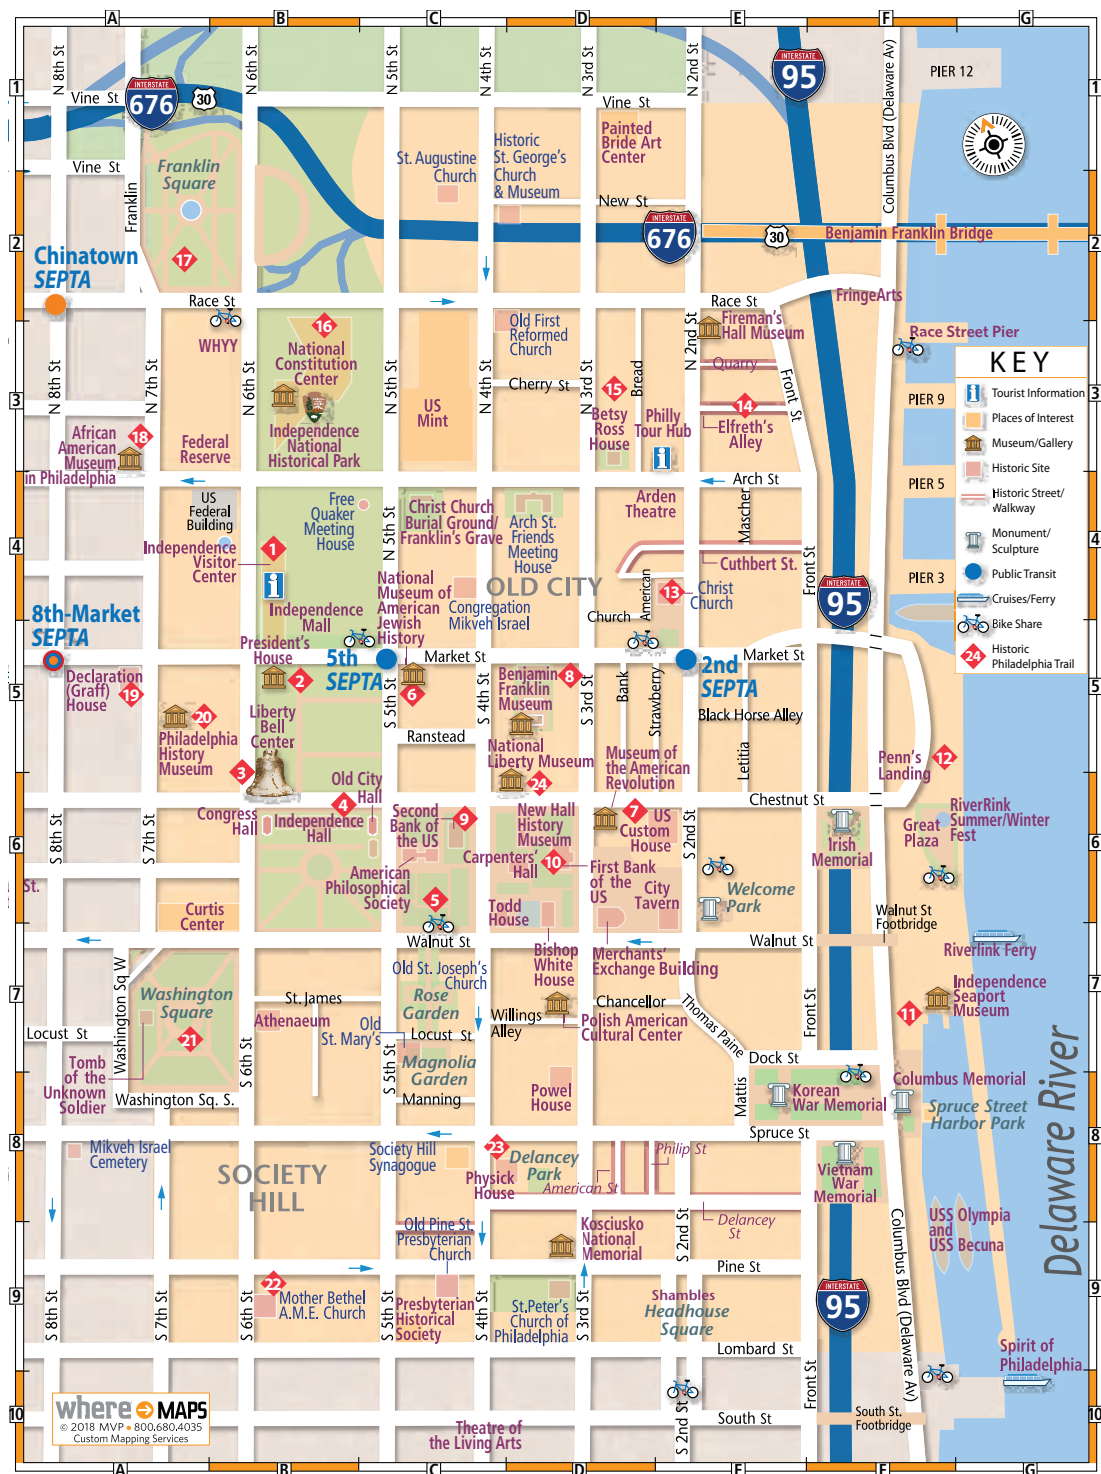 A B C D E F G
N 8th St
N 6th St
N 5th St
N 4th St
N 3rd St
N 2nd St
Columbus Blvd (Delaware Av)
PIER 12
INTERSTATE
95
INTERSTATE
676
30
1
1
Vine St
Vine St
Painted
Bride Art
Center
Historic
St. George's
Church
& Museum
St. Augustine
Church
Vine St
Franklin
Square
Franklin
New St
INTERSTATE
676
30
Benjamin Franklin Bridge
2
2
17
Chinatown
SEPTA
Race St
Race St
FringeArts
WHYY
16
National
Constitution
Center
Old First
Reformed
Church
Fireman's
Hall Museum
Race Street Pier
N 8th St
N 7th St
N 6th St
N 5th St
N 4th St
N 3rd St
Bread
N 2nd St
Quarry
Front St
Cherry St
15
14
3
3
US
Mint
Betsy
Ross
House
Philly
Tour Hub
Elfreth's
Alley
PIER 9
Independence
National
Historical Park
African
American
Museum
in Philadelphia
18
Federal
Reserve
KEY
Tourist Information
Places of Interest
Museum/Gallery
Historic Site
Historic Street/
Walkway
Monument/
Sculpture
Public Transit
Cruises/Ferry
Bike Share
24
Historic
Philadelphia Trail
Arch St
PIER 5
US
Federal
Building
Free
Quaker
Meeting
House
N 5th St
Christ Church
Burial Ground/
Franklin's Grave
Arch St.
Friends
Meeting
House
Arden
Theatre
Mascher
4
4
Independence
Visitor
Center
1
Cuthbert St.
Front St
PIER 3
National
Museum of
American
Jewish
History
OLD CITY
Congregation
Mikveh Israel
American
13
Christ
Church
Church
INTERSTATE
95
Independence
Mall
8th-Market
SEPTA
President's
House
2
5th
SEPTA
Market St
2nd
SEPTA
Market St
5
5
Declaration
(Graff)
House
19
6
S 5th St
S 4th St
Benjamin
Franklin
Museum
8
S 3rd St
Bank
Strawberry
Black Horse Alley
Letitia
20
Philadelphia
History
Museum
Liberty
Bell
Center
3
Ranstead
National
Liberty Museum
24
Museum of
the American
Revolution
Penn's
Landing
12
Old City
Hall
4
Chestnut St
Congress
Hall
Independence
Hall
Second
Bank of
the US
9
New Hall
History
Museum
7
US
Custom
House
Irish
Memorial
Great
Plaza
RiverRink
Summer/Winter
Fest
6
6
S 8th St
S 7th St
S 2nd St
Carpenters'
Hall
10
First Bank
of the
US
American
Philosophical
Society
5
St.
Curtis
Center
Todd
House
City
Tavern
Welcome
Park
Walnut St
Footbridge
Walnut St
Walnut St
Bishop
White
House
Merchants'
Exchange Building
Riverlink Ferry
Old St. Joseph's
Church
Washington Sq W
Washington
Square
21
St. James
Athenaeum
Rose
Garden
Willings
Alley
Chancellor
Thomas Paine
Front St
Independence
Seaport
Museum
11
7
7
Locust St
Old
St. Mary's
Locust St
Polish American
Cultural Center
Dock St
Tomb
of the
Unknown
Soldier
S 6th St
S 5th St
Magnolia
Garden
Manning
Powel
House
Mattis
Korean
War Memorial
Columbus Memorial
Spruce Street
Harbor Park
Delaware River
Washington Sq. S.
Spruce St
8
8
Mikveh Israel
Cemetery
SOCIETY
HILL
Society Hill
Synagogue
23
Physick
House
Delancey
Park
American St
Philip St
Vietnam
War
Memorial
Delancey
St
USS Olympia
and
USS Becuna
Old Pine St.
Presbyterian
Church
Kosciusko
National
Memorial
S 2nd St
Columbus Blvd (Delaware Av)
Pine St
9
9
S 8th St
S 7th St
S 6th St
22
Mother Bethel
A.M.E. Church
S 5th St
Presbyterian
Historical
Society
S 4th St
St.Peter's
Church of
Philadelphia
S 3rd St
Shambles
Headhouse
Square
INTERSTATE
95
Lombard St
Spirit of
Philadelphia
Front St
10
10
where MAPS
© 2018 MVP • 800.680.4035
Custom Mapping Services
Theatre of
the Living Arts
S 2nd St
South St
South St.
Footbridge
A B C D E F G